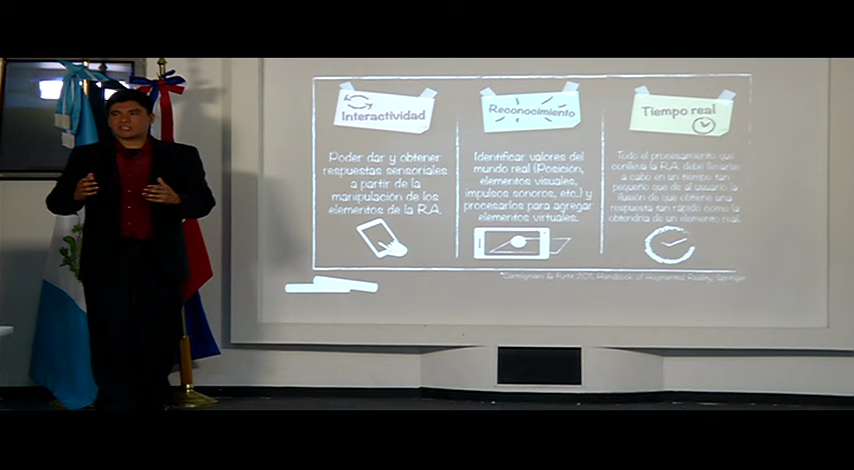 Interactividad
Poder dar y obtener
respuestas sensoriales
a partir de la
manipulación de los
elementos de la R.A.
Reconocimiento
Identificar valores del
mundo real (Posición,
elementos visuales,
impulsos sonoros, etc.) y
procesarlos para agregar
elementos virtuales.
Tiempo real
Todo el procesamiento que
conlleva la R.A. debe llevarse
a cabo en un tiempo tan
pequeño que de al usuario la
ilusión de que obtiene una
respuesta tan rápido como la
obtendría de un elemento real.
*Carmigniani & Furht 2011, Handbook of Augmented Reality, Springer